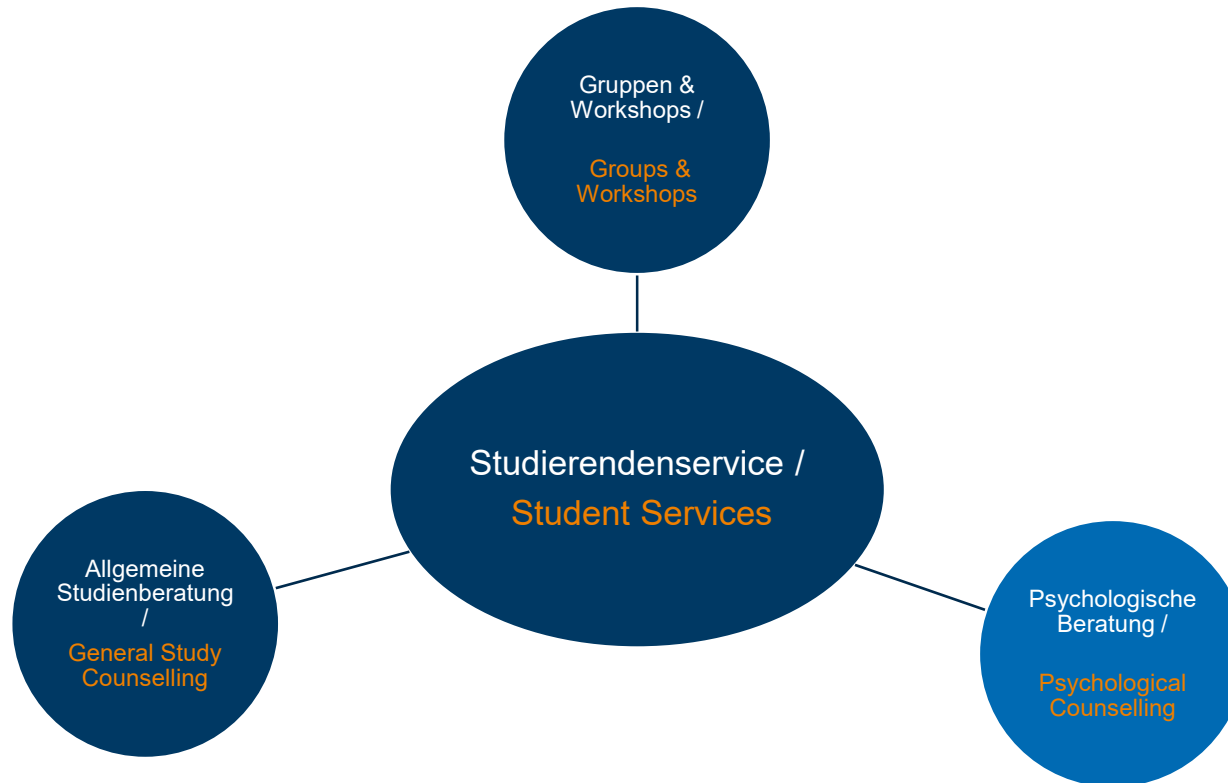 Gruppen &
Workshops /
Groups &
Workshops
Studierendenservice /
Student Services
Allgemeine
Studienberatung
/
General Study
Counselling
Psychologische
Beratung /
Psychological
Counselling